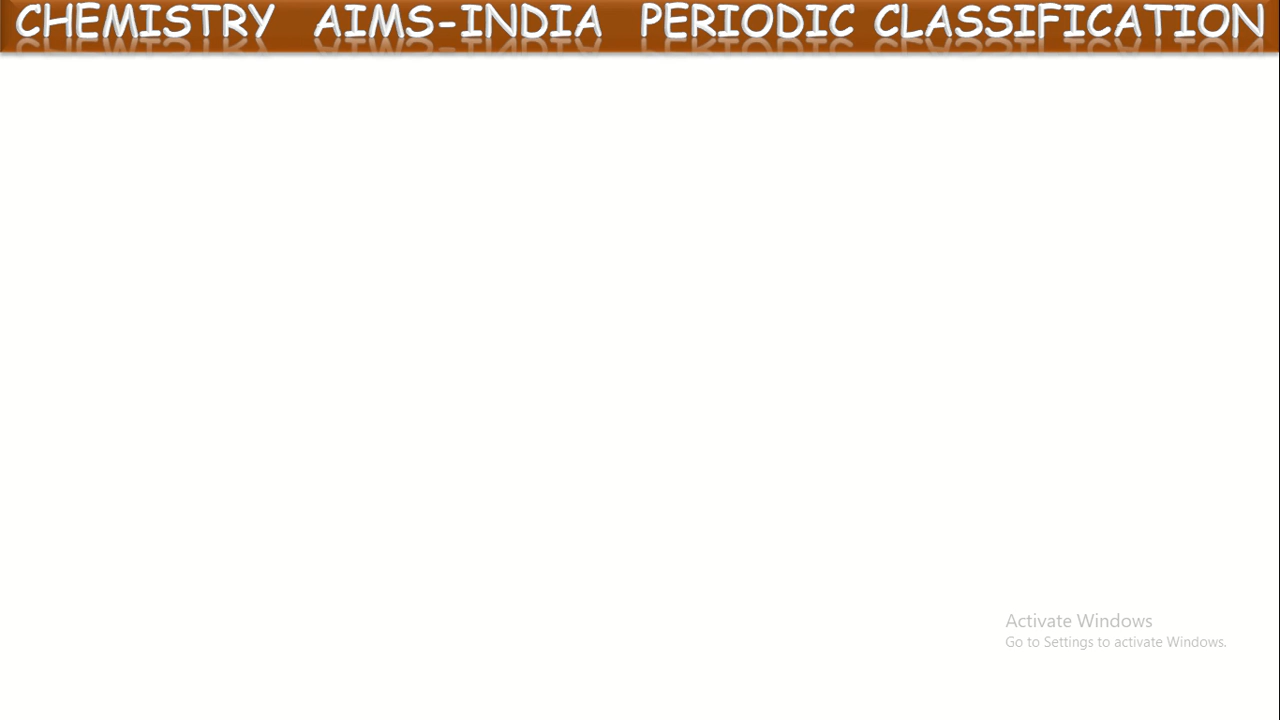 CHEMISTRY AIMS-INDIA PERIODIC CLASSIFICATION
Activate Windows
Go to Settings to activate Windows.